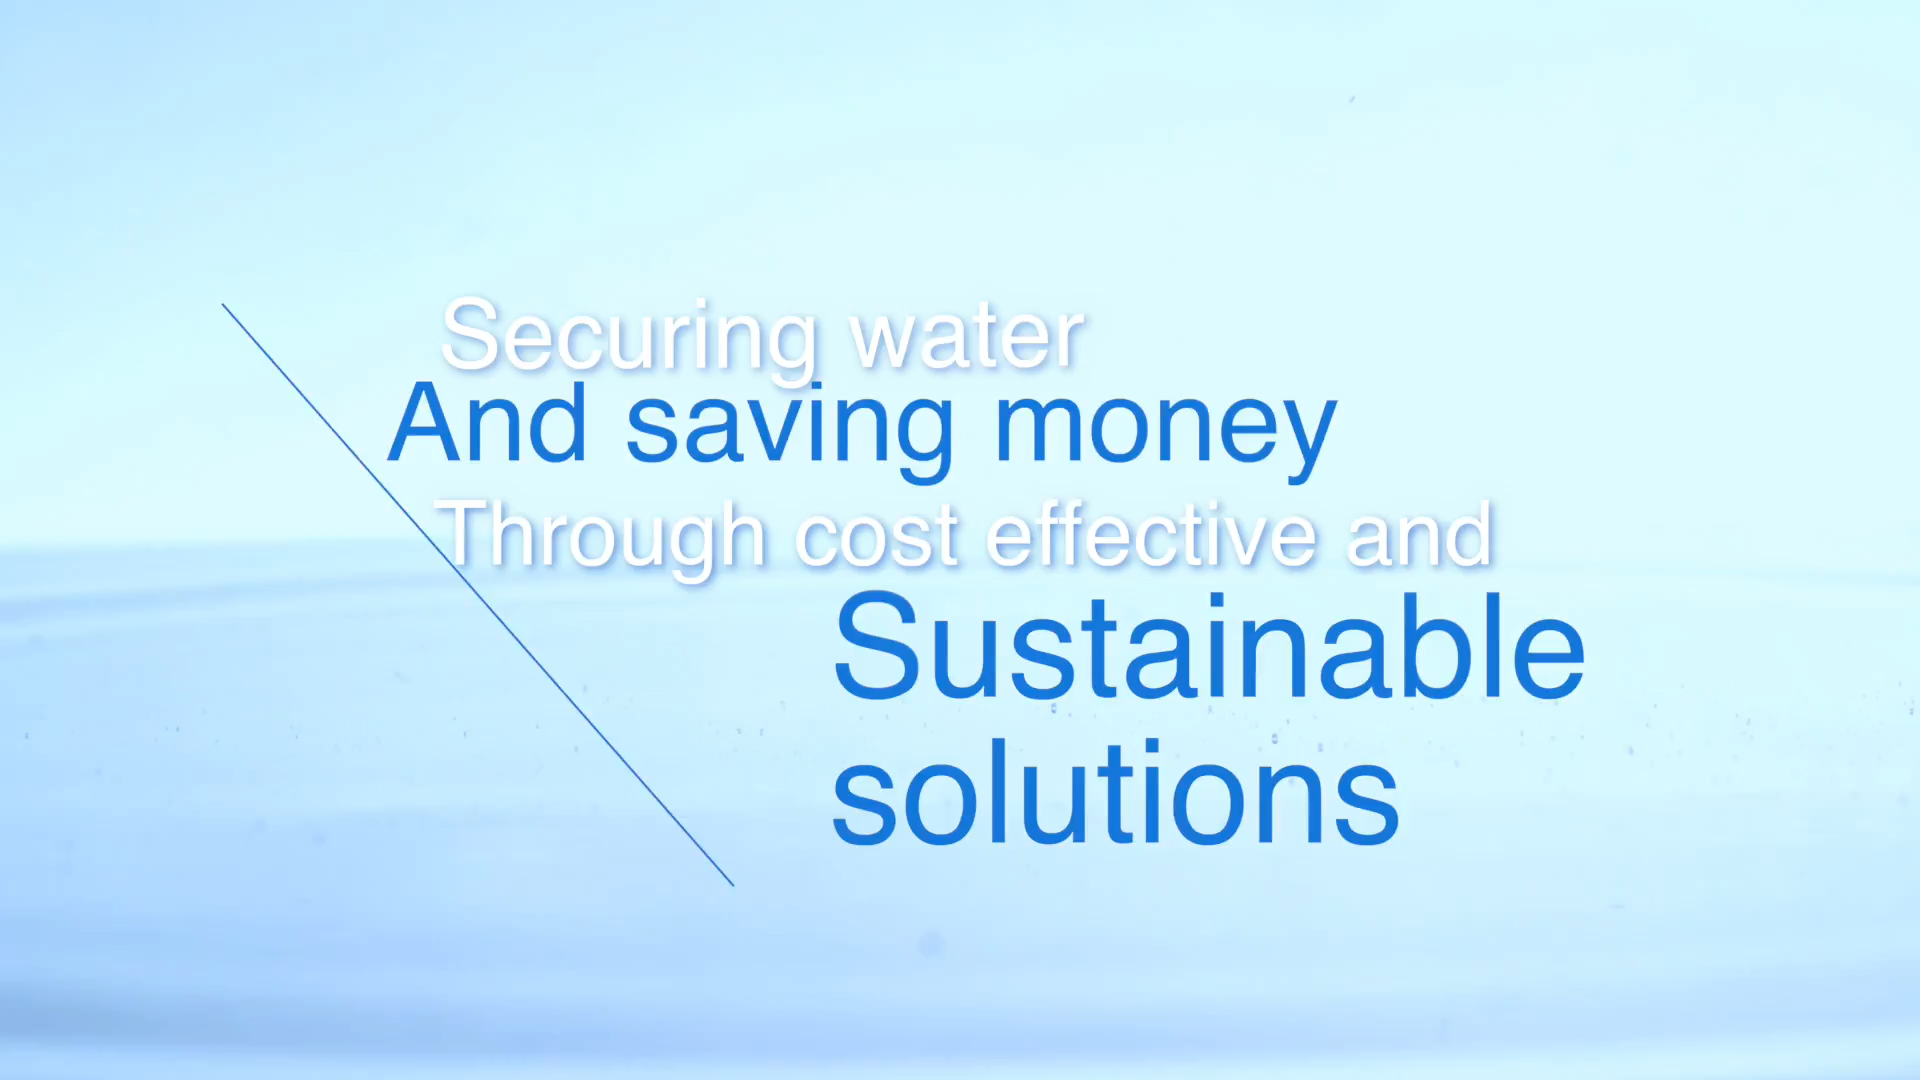 Securing water
And saving money
Through cost effective and
Sustainable
solutions